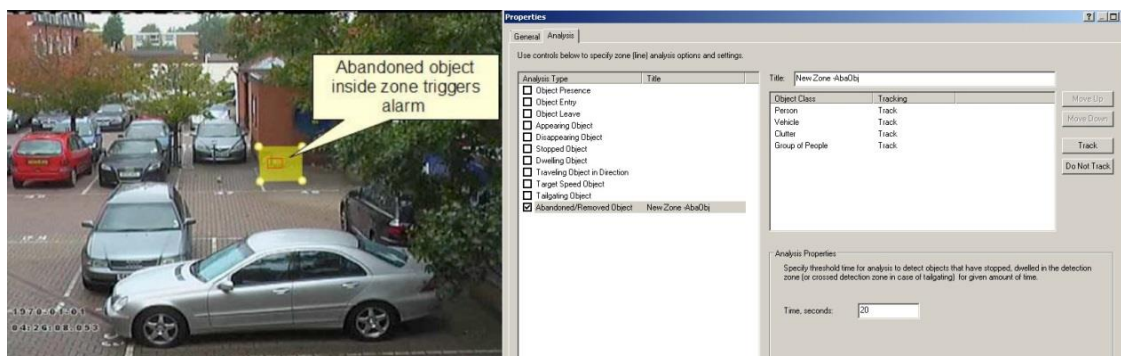 Abandoned object
inside zone triggers
alarm
1970-01-01
04:26:08.093
Properties
General
Analysis
Use controls below to specify zone (line) analysis options and settings.
Analysis Type Title
Object Presence
Object Entry
Object Leave
Appearing Object
Disappearing Object
Stopped Object
Dwelling Object
Traveling Object in Direction
Target Speed Object
Tailgating Object
Abandoned/Removed Object New Zone -AbaObj
Title: New Zone -AbaObj
Object Class Tracking
Person Track
Vehicle Track
Clutter Track
Group of People Track
Move Up
Move Down
Track
Do Not Track
Analysis Properties
Specify threshold time for analysis to detect objects that have stopped, dwelled in the detection
zone (or crossed detection zone in case of tailgating) for given amount of time.
Time, seconds: 20